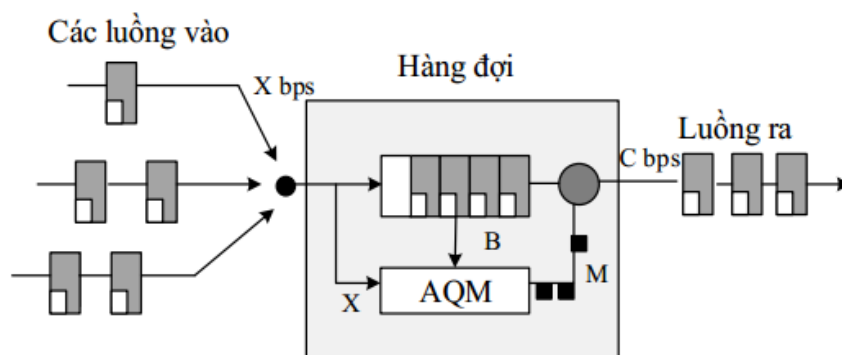 Các luồng vào
X bps
Hàng đợi
Luồng ra
C bps
B
M
X
AQM